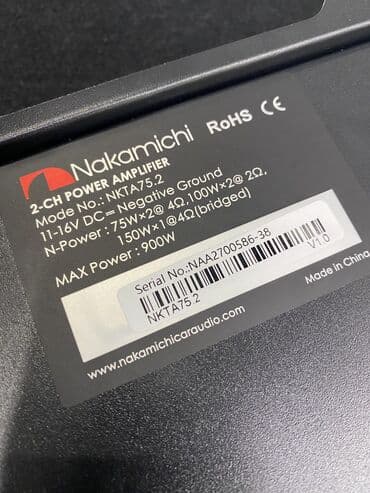 Nakamichi RoHS CE
2-CH POWER AMPLIFIER
Mode No.: NKTA75.2
11-16V DC⎓Negative Ground
N-Power : 75W×2@ 4Ω,100W×2@ 2Ω,
150W×1@4Ω(bridged)
MAX Power : 900W
Serial No.:NAA2700586-38
NKTA75.2 V1.0
www.nakamichicaraudio.com Made in China